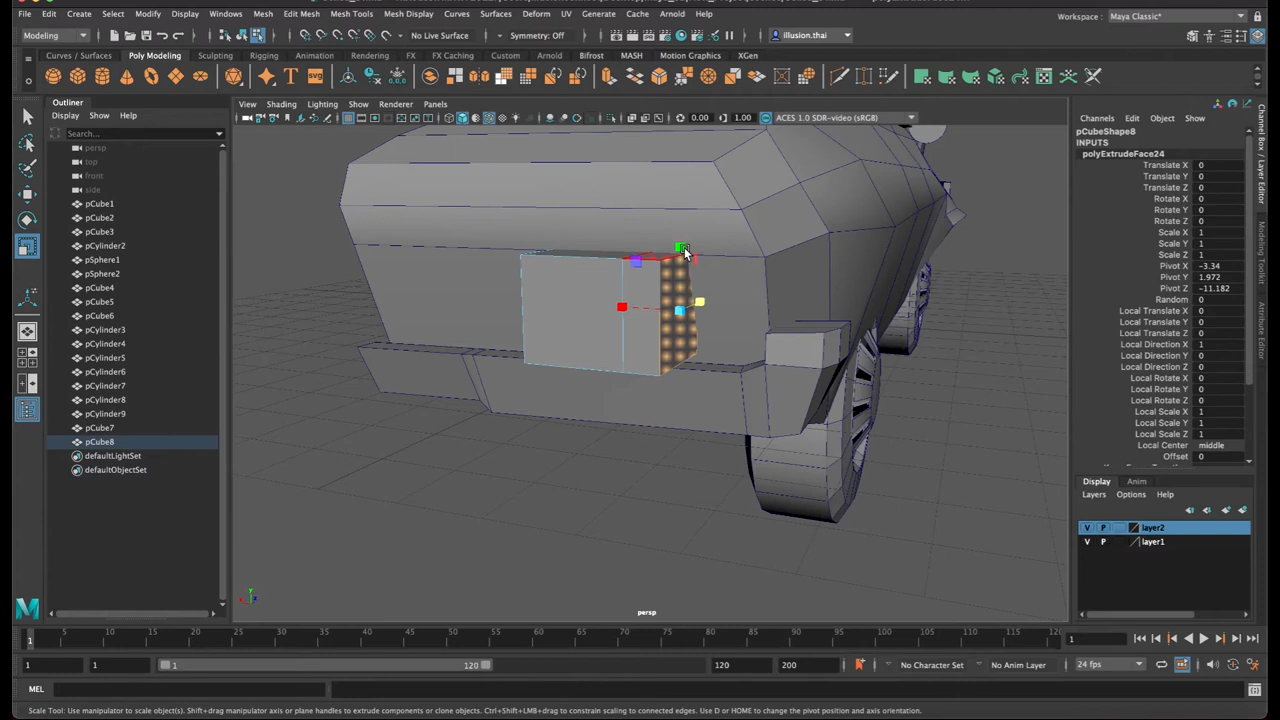 File Edit Create Select Modify Display Windows Mesh Edit Mesh Mesh Tools Mesh Display Curves Surfaces Deform UV Generate Cache Arnold Help
Workspace : Maya Classic*
Modeling
No Live Surface
Symmetry: Off
illusion.thai
Curves / Surfaces Poly Modeling Sculpting Rigging Animation Rendering FX FX Caching Custom Arnold Bifrost MASH Motion Graphics XGen
Outliner
Display Show Help
Search...
persp
top
front
side
pCube1
pCube2
pCube3
pCylinder2
pSphere1
pSphere2
pCube4
pCube5
pCube6
pCylinder3
pCylinder4
pCylinder5
pCylinder6
pCylinder7
pCylinder8
pCylinder9
pCube7
pCube8
defaultLightSet
defaultObjectSet
View Shading Lighting Show Renderer Panels
0.00
1.00
ACES 1.0 SDR-video (sRGB)
persp
Channels Edit Object Show
pCubeShape8
INPUTS
polyExtrudeFace24
Translate X 0
Translate Y 0
Translate Z 0
Rotate X 0
Rotate Y 0
Rotate Z 0
Scale X 1
Scale Y 1
Scale Z 1
Pivot X -3.34
Pivot Y 1.972
Pivot Z -11.182
Random 0
Local Translate X 0
Local Translate Y 0
Local Translate Z 0
Local Direction X 1
Local Direction Y 0
Local Direction Z 0
Local Rotate X 0
Local Rotate Y 0
Local Rotate Z 0
Local Scale X 1
Local Scale Y 1
Local Scale Z 1
Local Center middle
Offset 0
Display Anim
Layers Options Help
V P layer2
V P layer1
Channel Box / Layer Editor
Modeling Toolkit
Attribute Editor
1 5 10 15 20 25 30 35 40 45 50 55 60 65 70 75 80 85 90 95 100 105 110 115 120
1
1 1 1 120 120 200
No Character Set
No Anim Layer
24 fps
MEL
Scale Tool: Use manipulator to scale object(s). Shift+drag manipulator axis or plane handles to extrude components or clone objects. Ctrl+Shift+LMB+drag to constrain scaling to connected edges. Use D or HOME to change the pivot position and axis orientation.